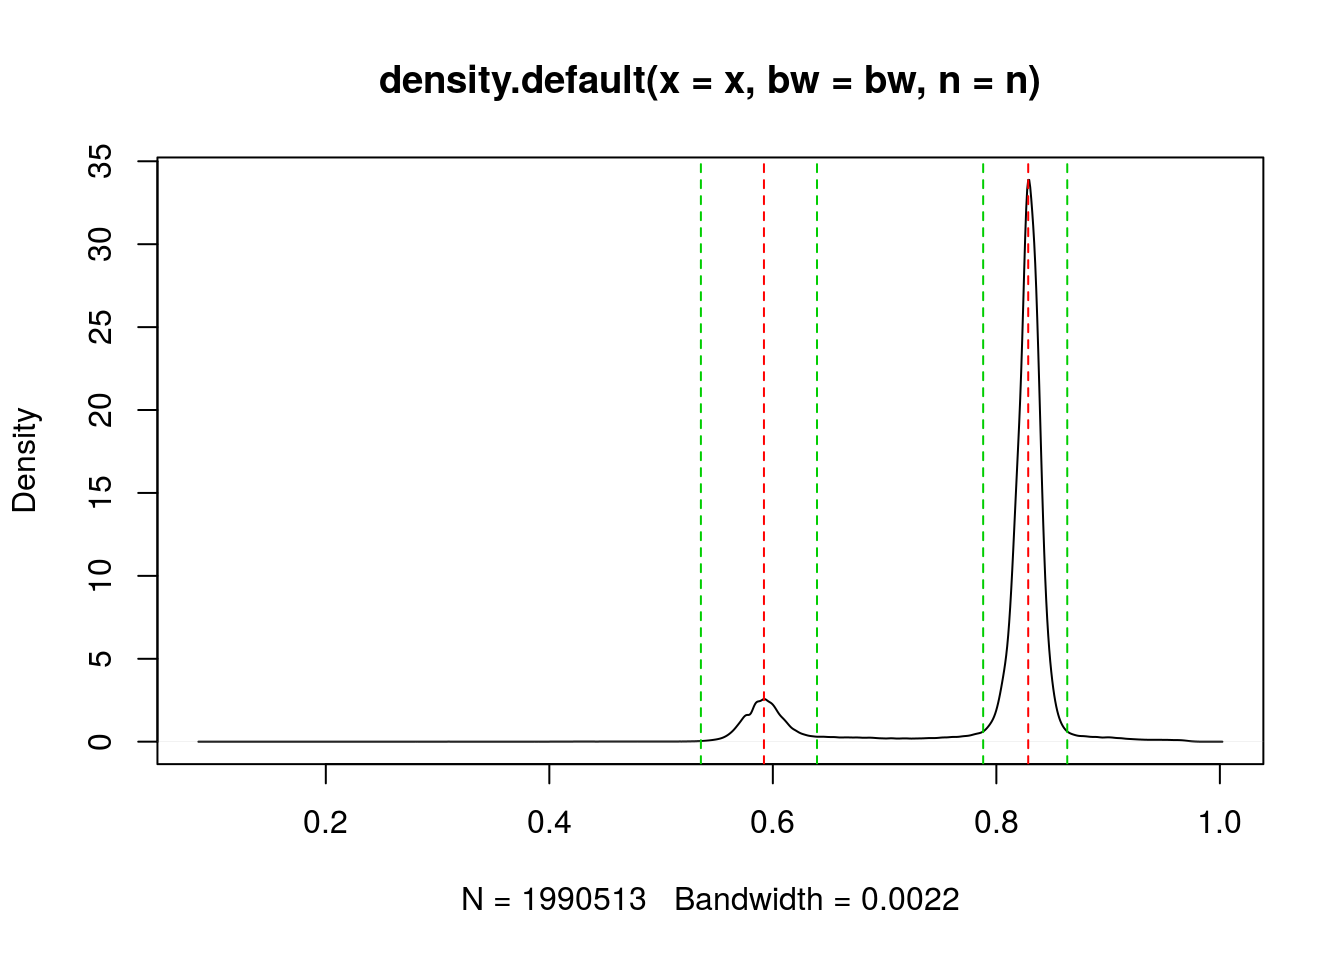 density.default(x = x, bw = bw, n = n)
35
30
25
20
15
10
5
0
Density
0.2 0.4 0.6 0.8 1.0
N = 1990513 Bandwidth = 0.0022